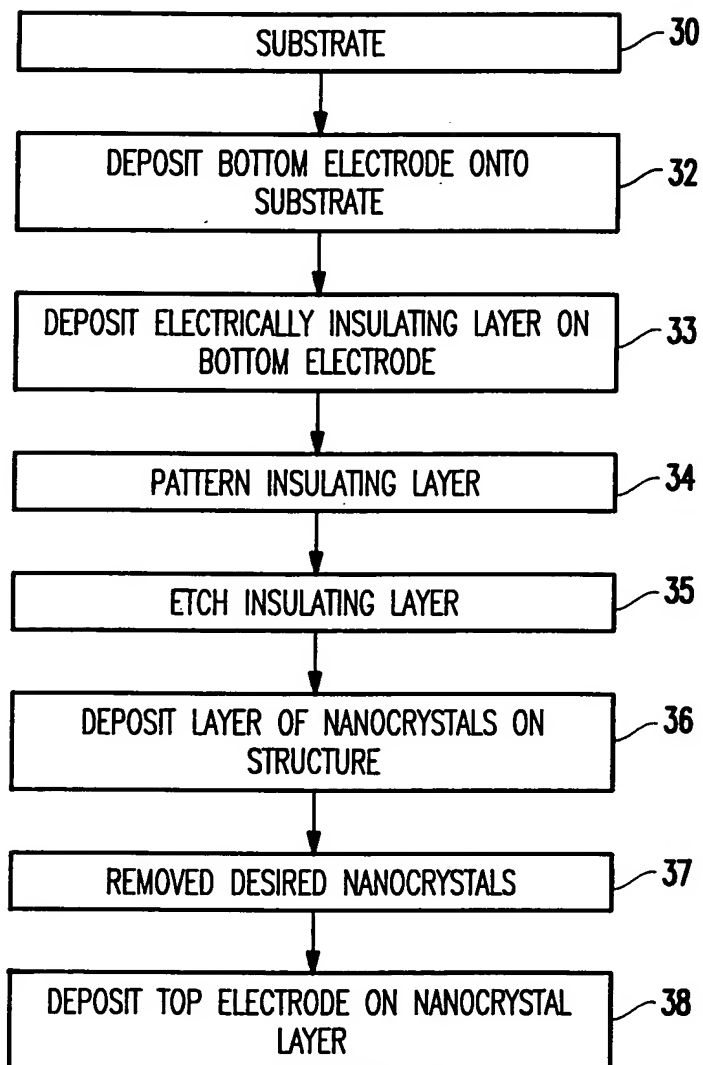 SUBSTRATE
30
DEPOSIT BOTTOM ELECTRODE ONTO
SUBSTRATE
32
DEPOSIT ELECTRICALLY INSULATING LAYER ON
BOTTOM ELECTRODE
33
PATTERN INSULATING LAYER
34
ETCH INSULATING LAYER
35
DEPOSIT LAYER OF NANOCRYSTALS ON
STRUCTURE
36
REMOVED DESIRED NANOCRYSTALS
37
DEPOSIT TOP ELECTRODE ON NANOCRYSTAL
LAYER
38